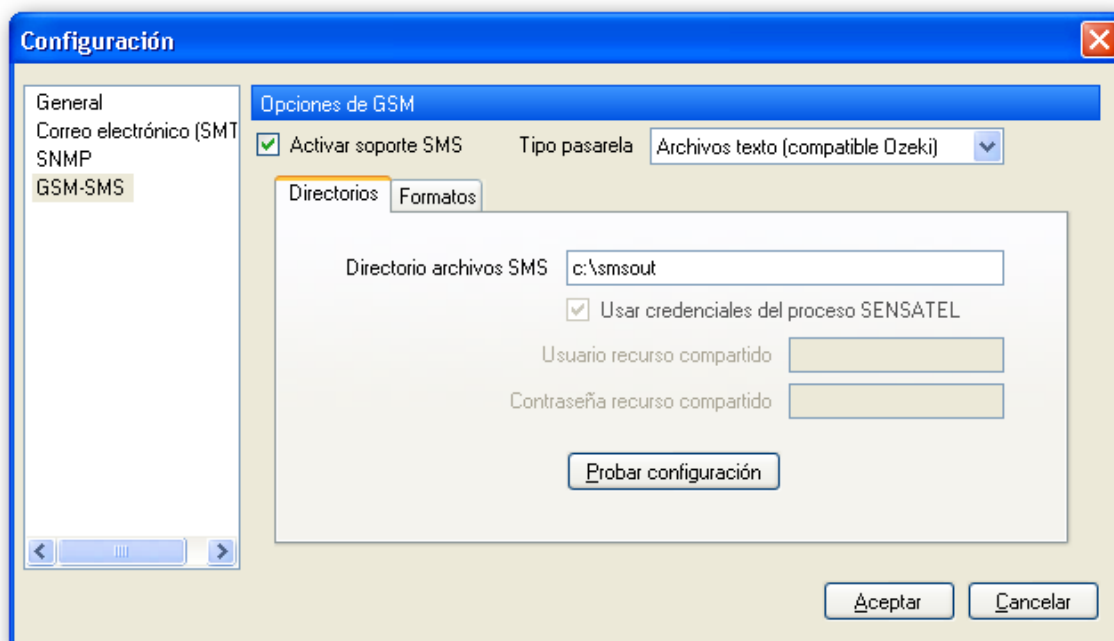 Configuración
General
Correo electrónico (SMT
SNMP
GSM-SMS
Opciones de GSM
Activar soporte SMS Tipo pasarela Archivos texto (compatible Ozeki)
Directorios Formatos
Directorio archivos SMS c:\smsout
Usar credenciales del proceso SENSATEL
Usuario recurso compartido
Contraseña recurso compartido
Probar configuración
Aceptar Cancelar